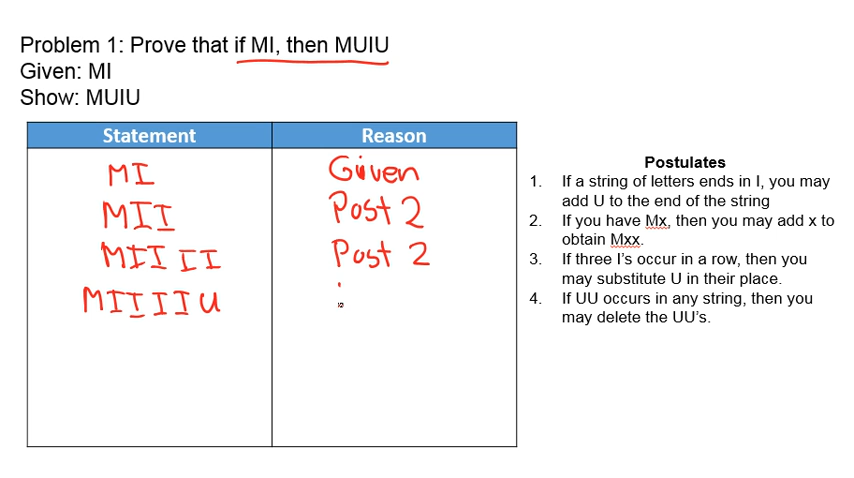 Problem 1: Prove that if MI, then MUIU
Given: MI
Show: MUIU
Statement Reason
MI Given
MII Post 2
MIIII Post 2
MIIIIU
Postulates
1. If a string of letters ends in I, you may
add U to the end of the string
2. If you have Mx, then you may add x to
obtain Mxx.
3. If three I's occur in a row, then you
may substitute U in their place.
4. If UU occurs in any string, then you
may delete the UU's.